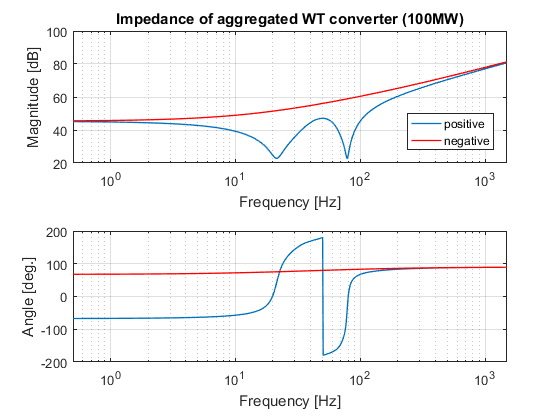 Impedance of aggregated WT converter (100MW)
100
80
60
40
20
Magnitude [dB]
10^0
10^1
10^2
10^3
Frequency [Hz]
positive
negative
200
100
0
-100
-200
Angle [deg.]
10^0
10^1
10^2
10^3
Frequency [Hz]